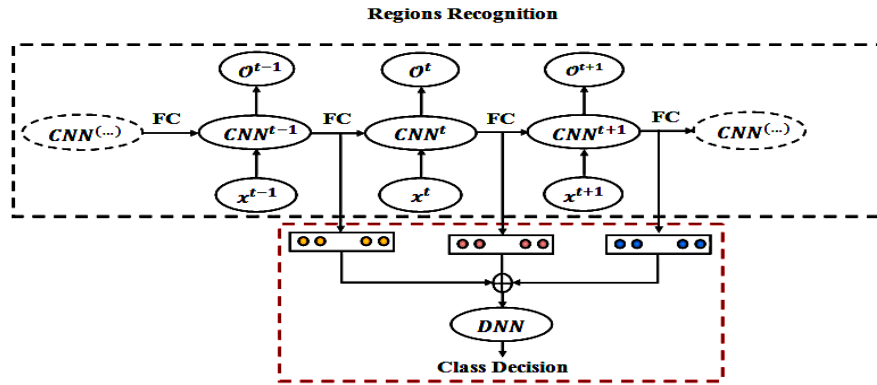 Regions Recognition
O^{t-1} O^{t} O^{t+1}
FC FC FC FC
CNN^{(...)} CNN^{t-1} CNN^{t} CNN^{t+1} CNN^{(...)}
x^{t-1} x^{t} x^{t+1}
DNN
Class Decision